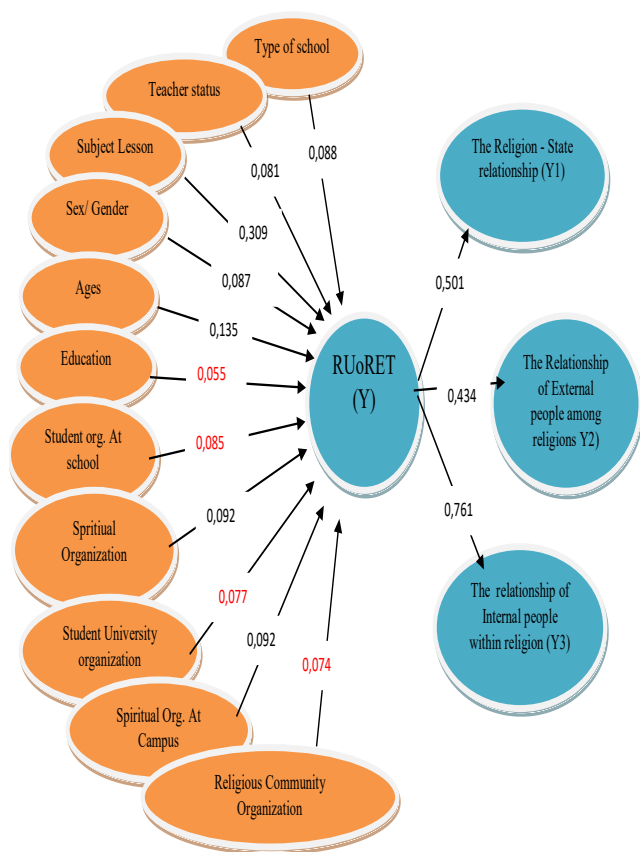 Type of school
Teacher status
Subject Lesson
Sex/ Gender
Ages
Education
Student org. At
school
Spritual
Organization
Student University
organization
Spiritual Org. At
Campus
Religious Community
Organization
0,088
0,081
0,309
0,087
0,135
0,055
0,085
0,092
0,077
0,092
0,074
RUoRET
(Y)
0,501
0,434
0,761
The Religion - State
relationship (Y1)
The Relationship
of External
people among
religions Y2)
The relationship of
Internal people
within religion (Y3)